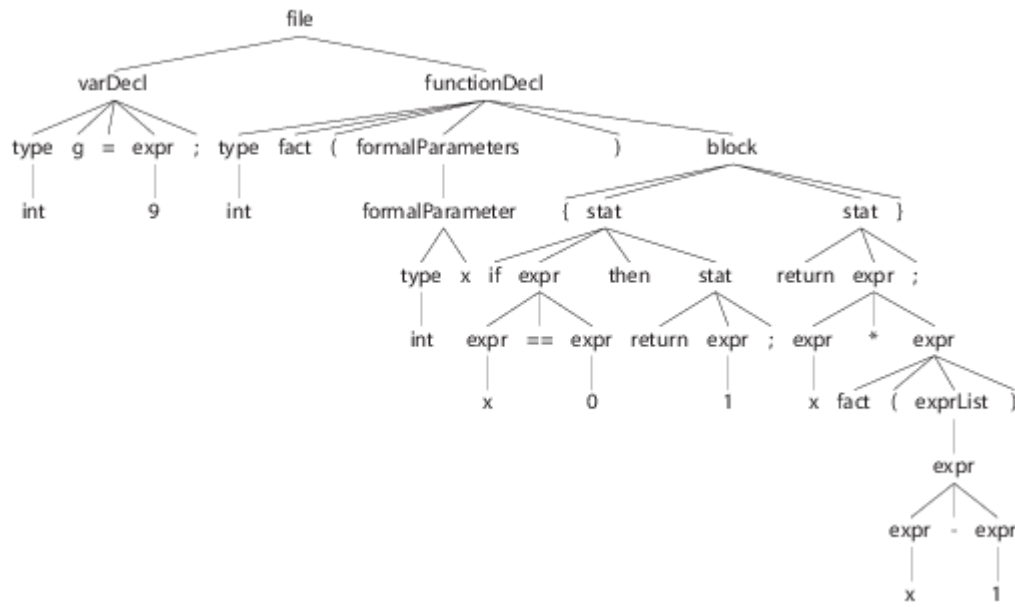 file
varDecl functionDecl
type g = expr ; type fact ( formalParameters ) block
int 9 int formalParameter { stat stat }
type x if expr then stat return expr ;
int expr == expr return expr ; expr * expr
x 0 1 x fact ( exprList )
expr
expr - expr
x 1